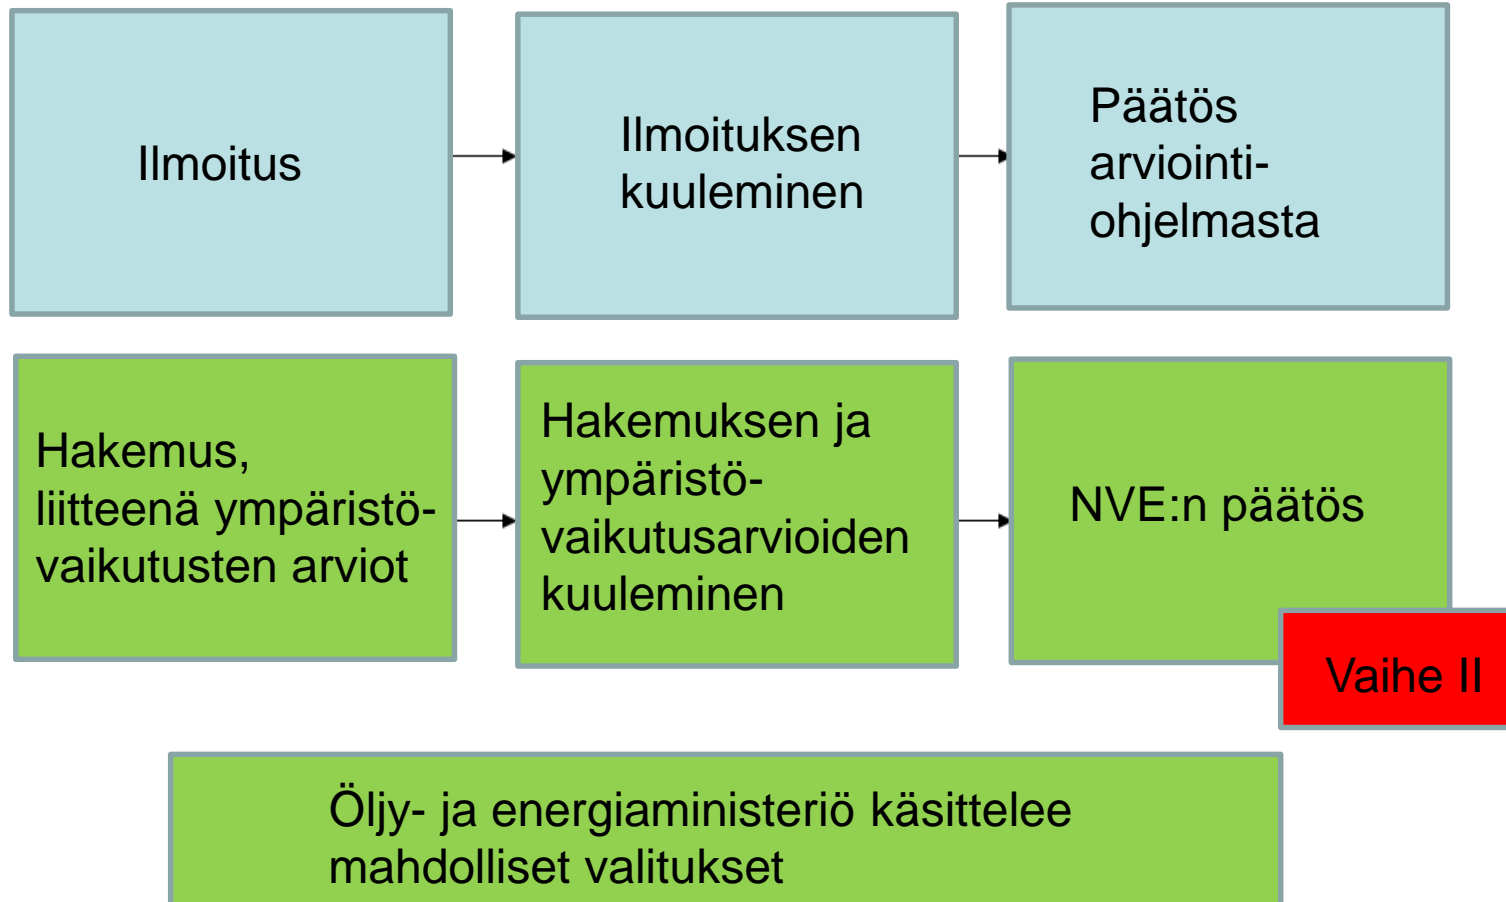 Ilmoitus
Ilmoituksen
kuuleminen
Päätös
arviointi-
ohjelmasta
Hakemus,
liitteenä ympäristö-
vaikutusten arviot
Hakemuksen ja
ympäristö-
vaikutusarvioiden
kuuleminen
NVE:n päätös
Vaihe II
Öljy- ja energiaministeriö käsittelee
mahdolliset valitukset